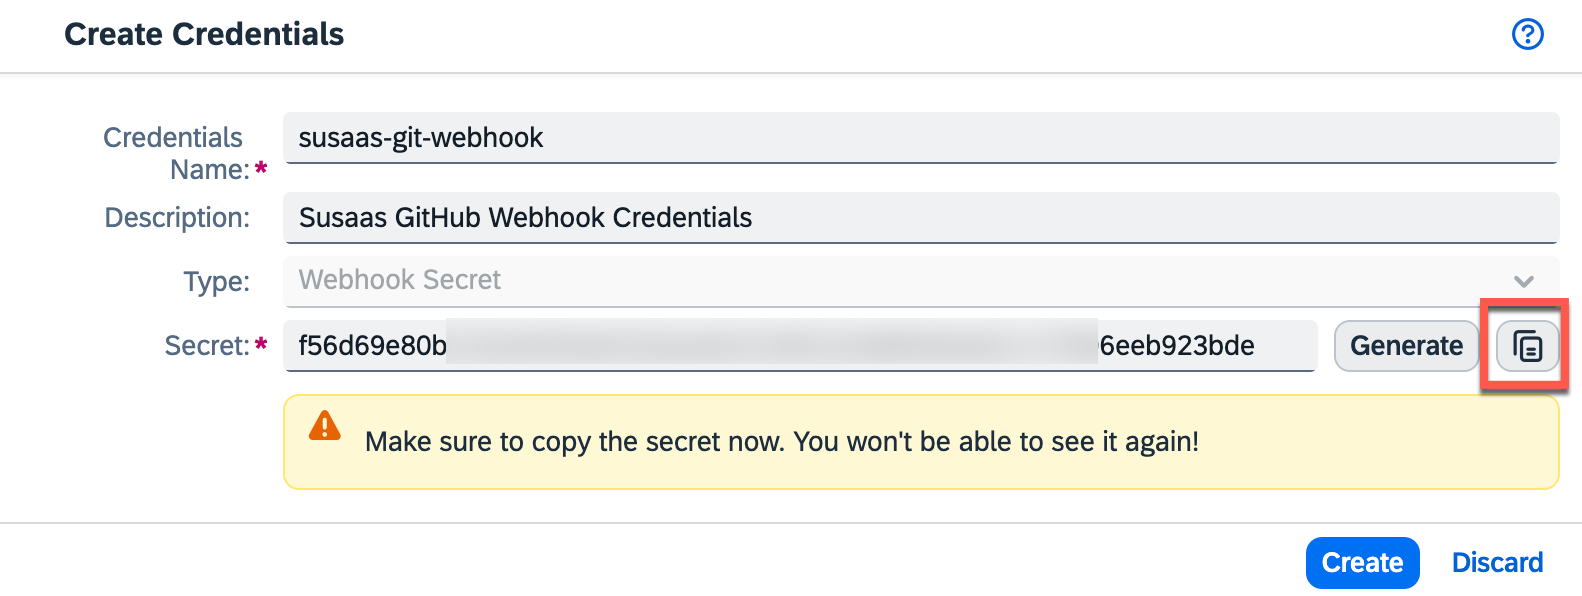 Create Credentials
Credentials
Name:*
susaas-git-webhook
Description:
Susaas GitHub Webhook Credentials
Type:
Webhook Secret
Secret:*
f56d69e80b
6eeb923bde
Generate
Make sure to copy the secret now. You won't be able to see it again!
Create
Discard